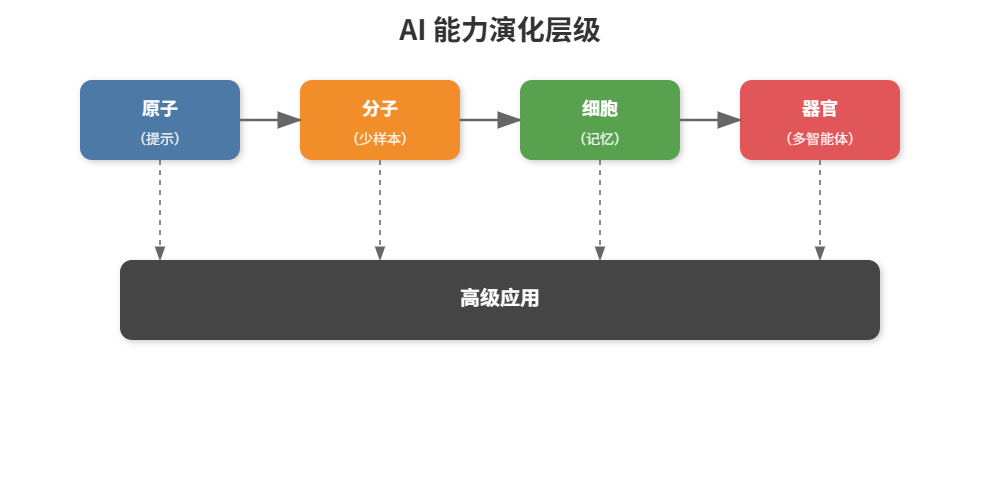 AI 能力演化层级
原子
（提示）
分子
（少样本）
细胞
（记忆）
器官
（多智能体）
高级应用